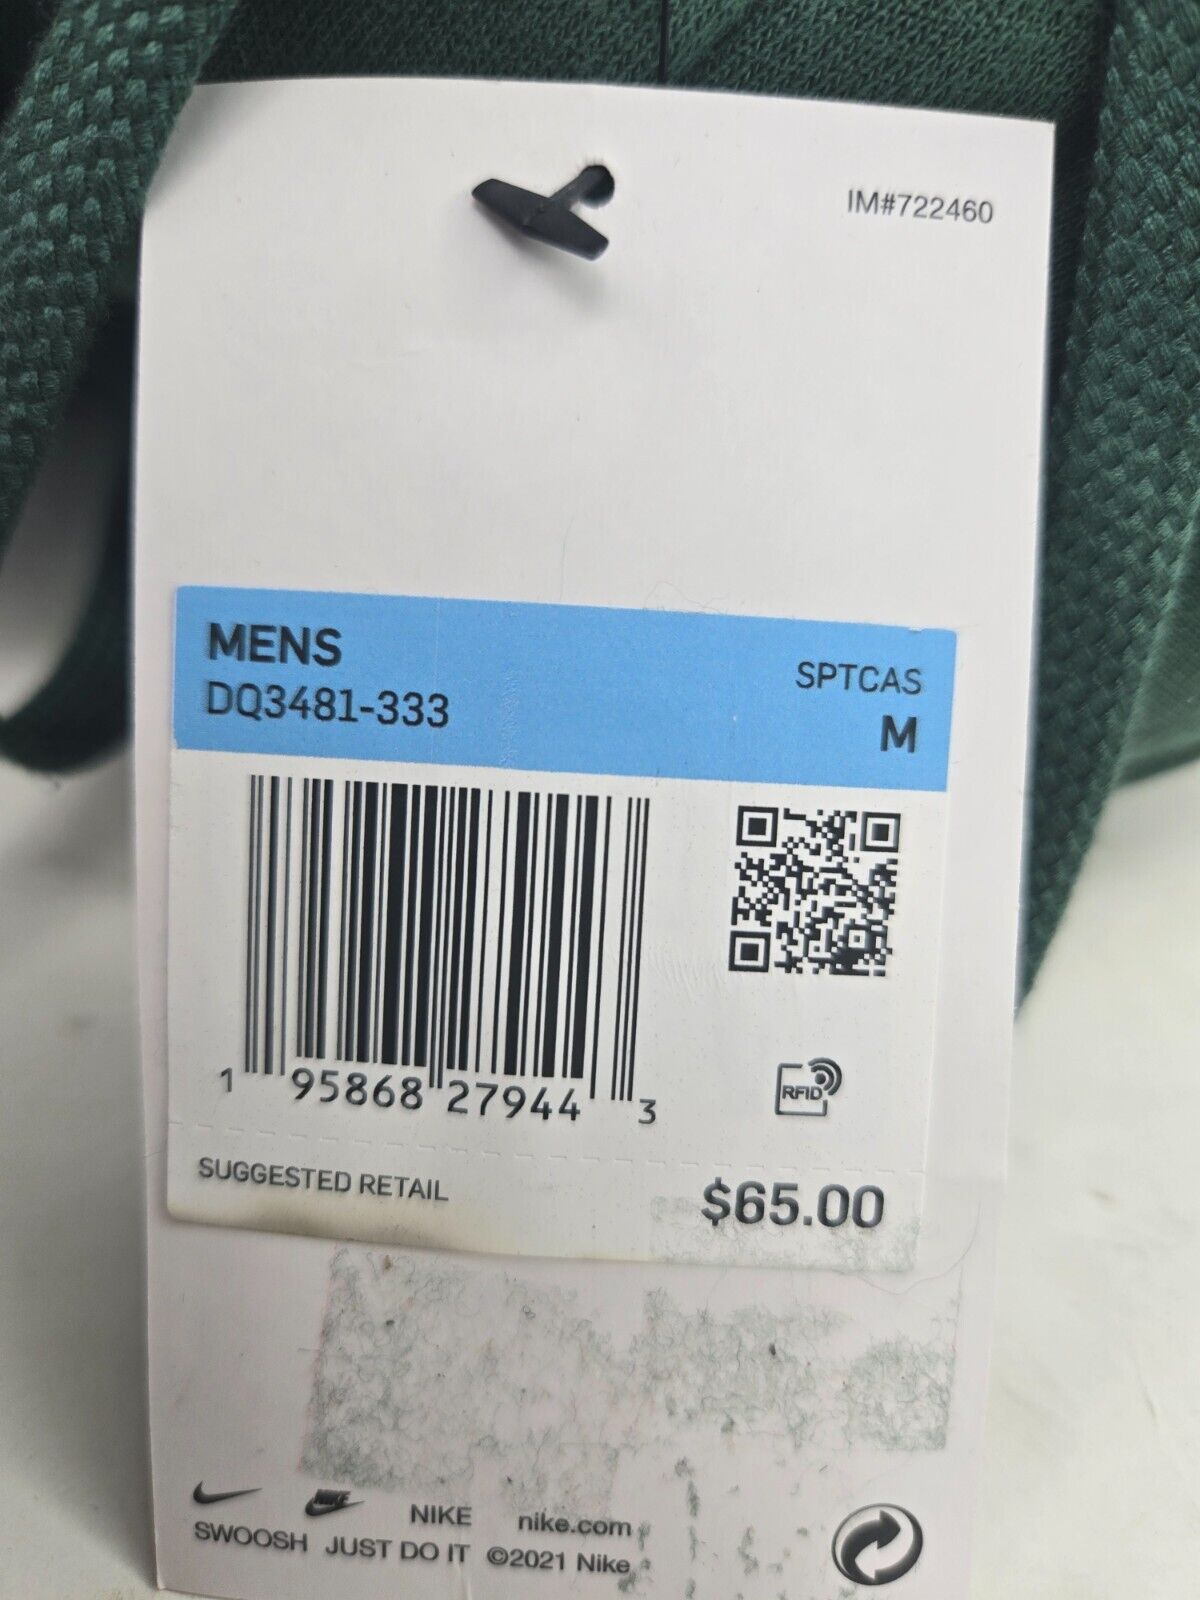 IM#722460
MENS
SPTCAS
DQ3481-333
M
1 95868 27944 3
RFID
SUGGESTED RETAIL
$65.00
NIKE
NIKE nike.com
SWOOSH JUST DO IT ©2021 Nike